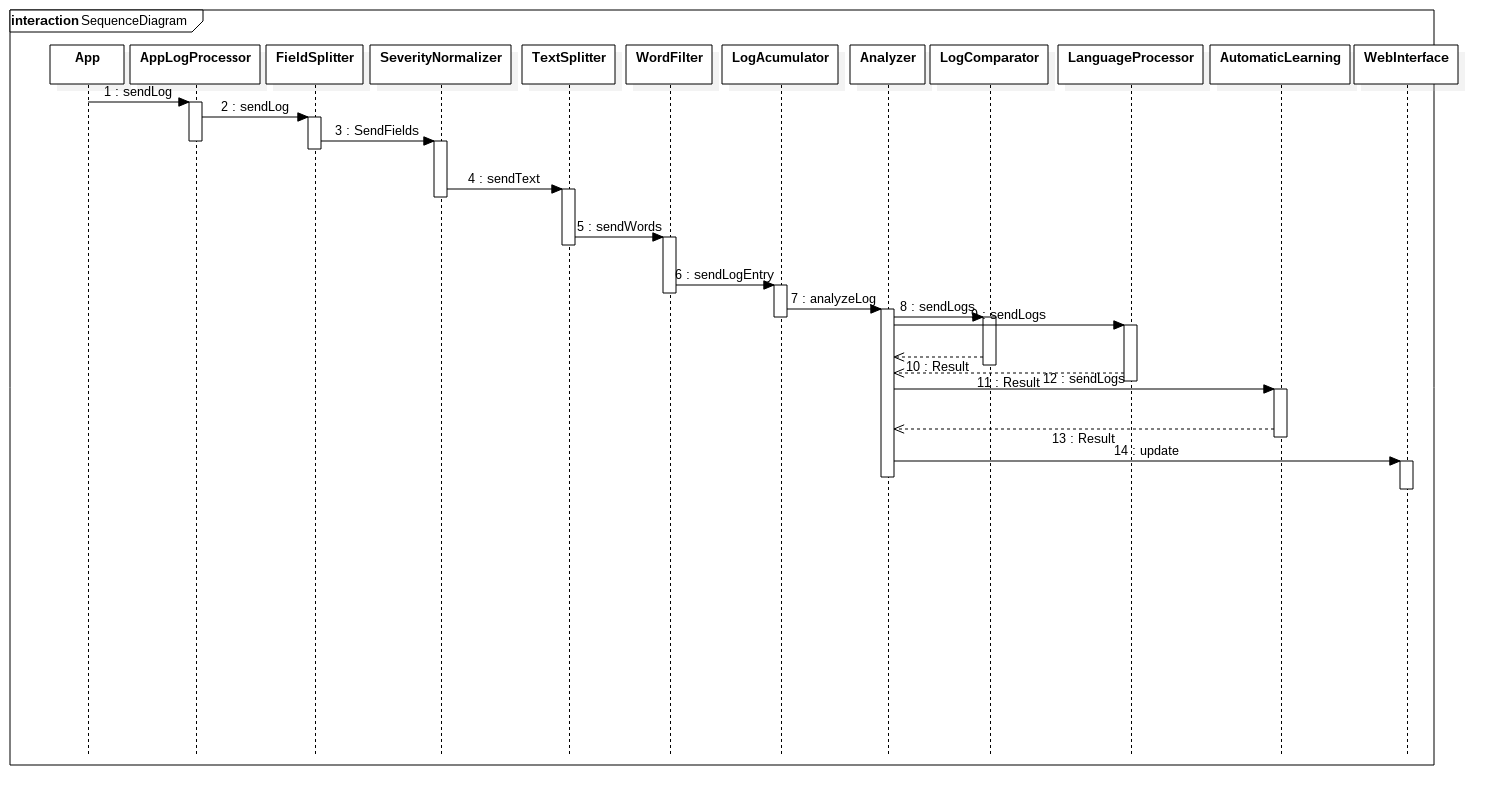 interaction SequenceDiagram
App
AppLogProcessor
FieldSplitter
SeverityNormalizer
TextSplitter
WordFilter
LogAcumulator
Analyzer
LogComparator
LanguageProcessor
AutomaticLearning
WebInterface
1 : sendLog
2 : sendLog
3 : SendFields
4 : sendText
5 : sendWords
6 : sendLogEntry
7 : analyzeLog
8 : sendLogs
9 : sendLogs
10 : Result
11 : Result
12 : sendLogs
13 : Result
14 : update